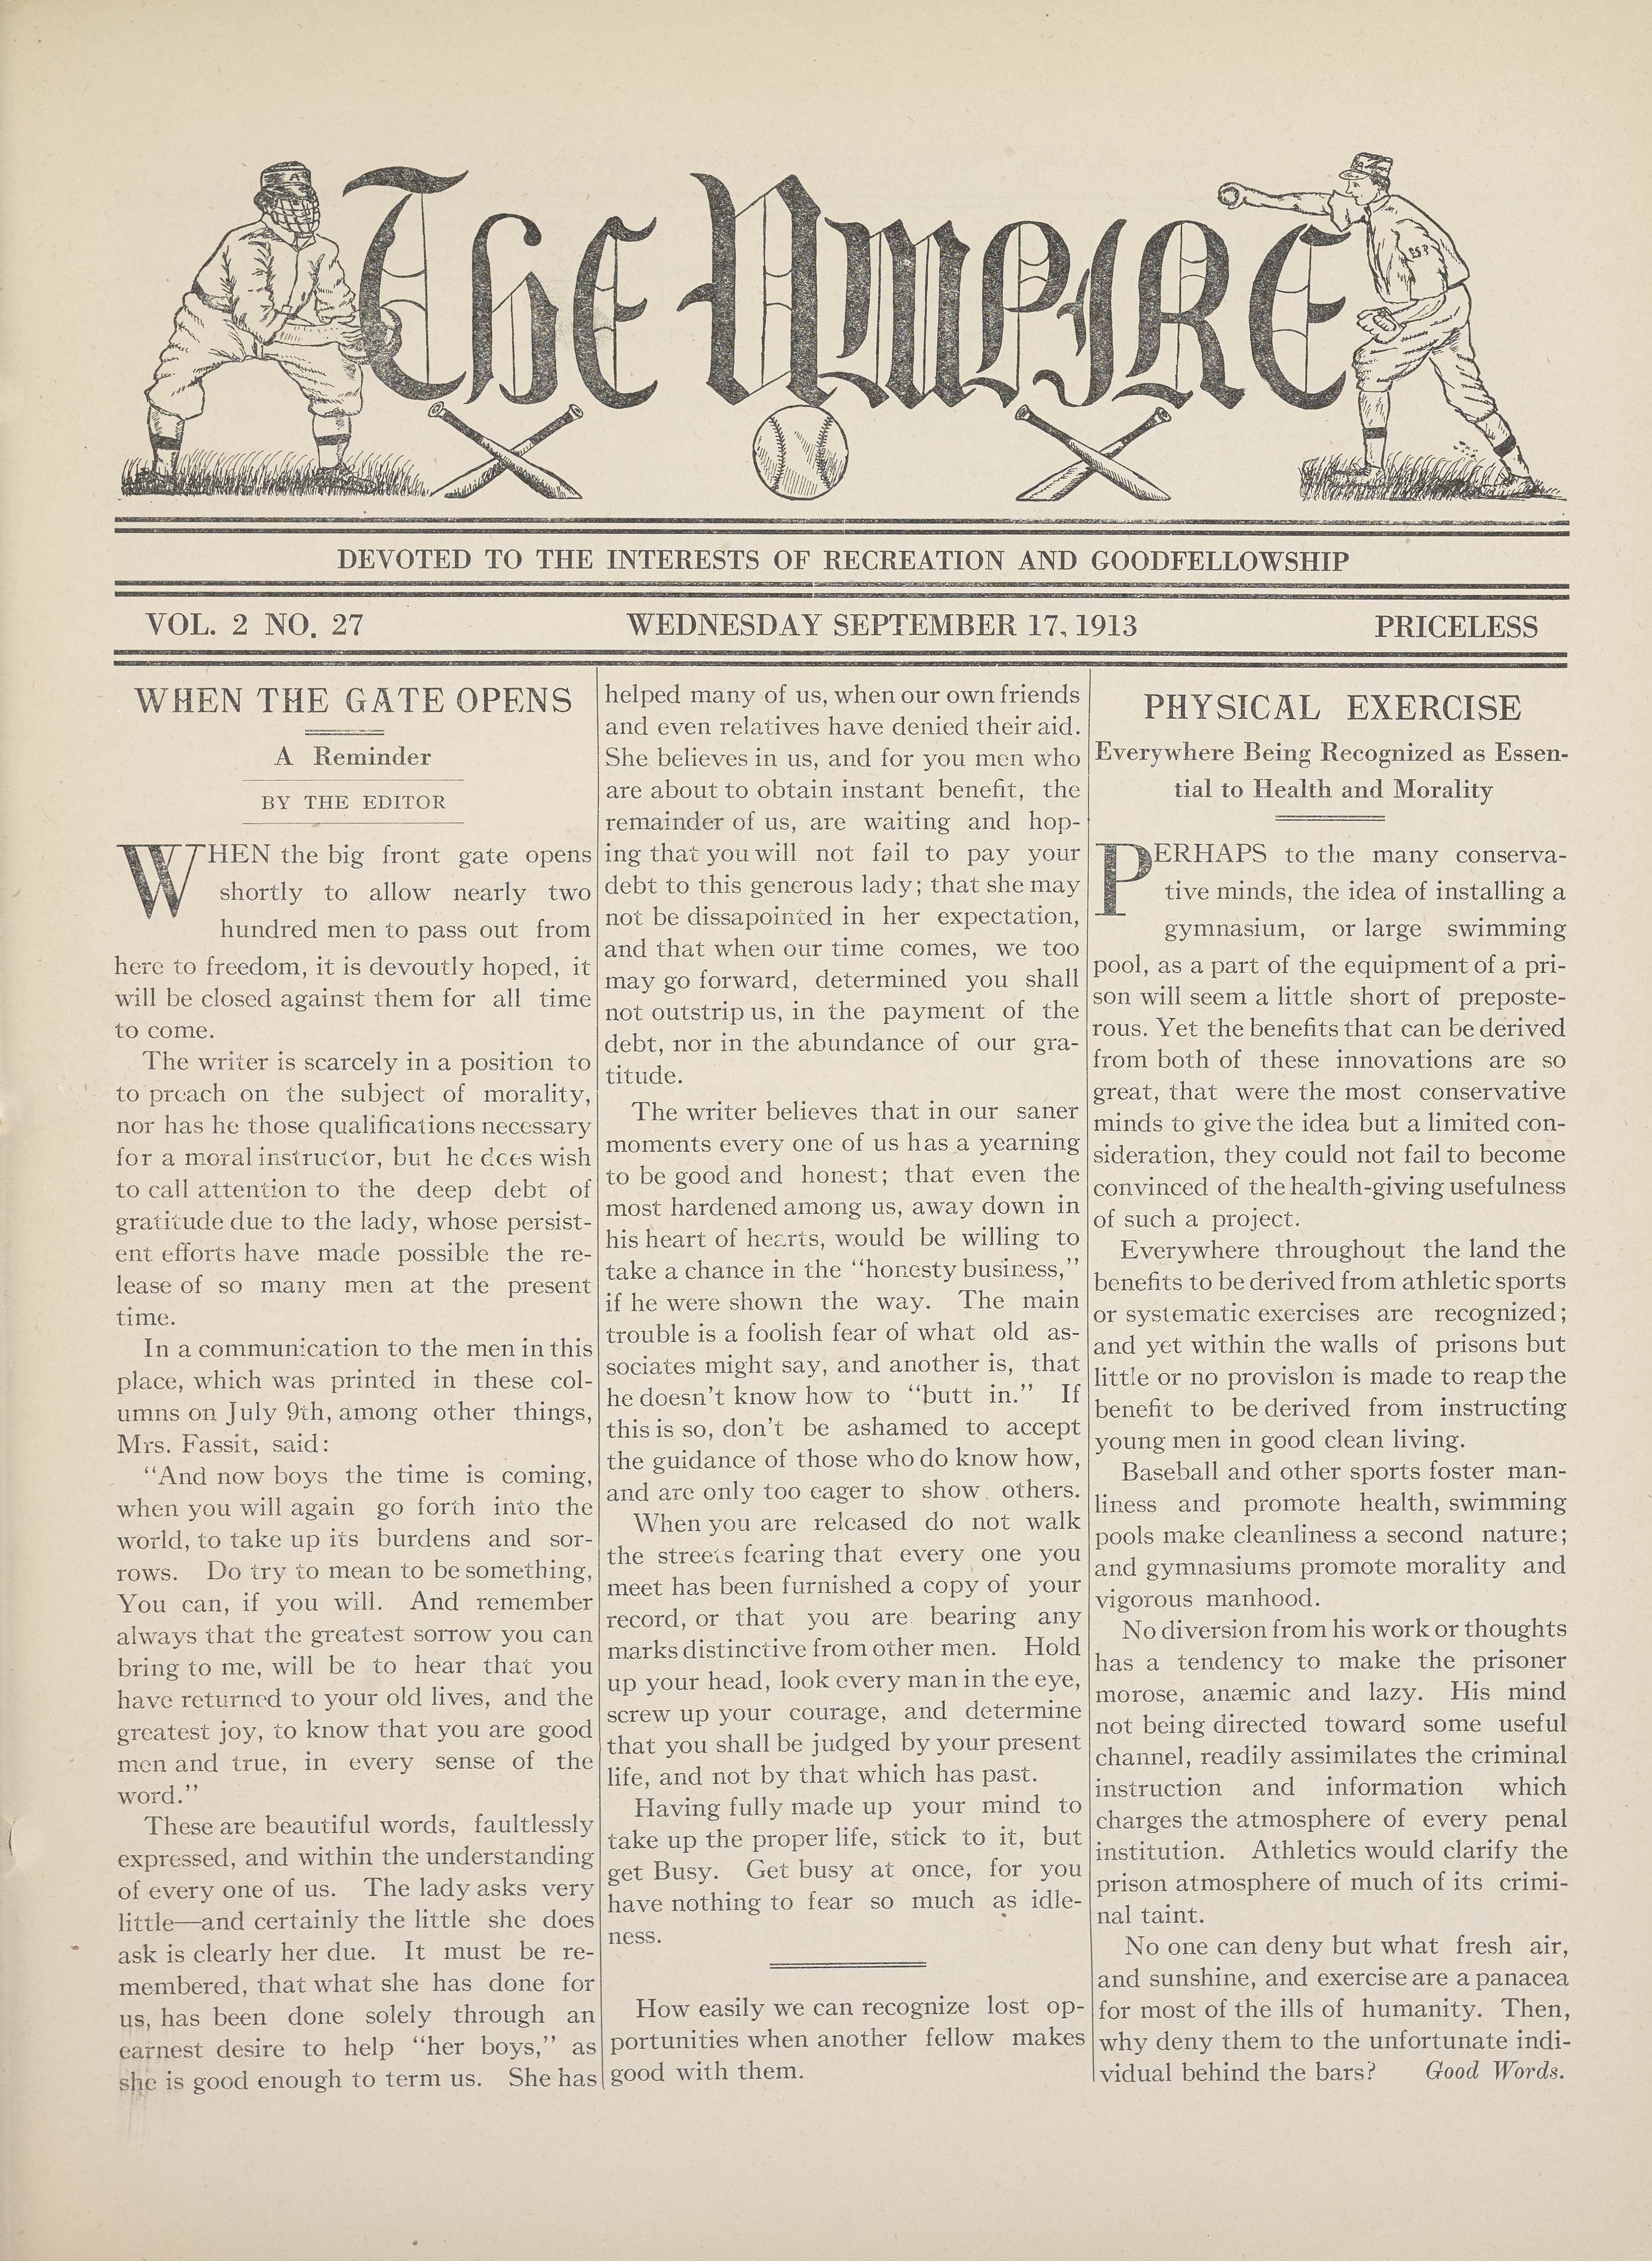 The Umpire
DEVOTED TO THE INTERESTS OF RECREATION AND GOODFELLOWSHIP
VOL. 2 NO. 27 WEDNESDAY SEPTEMBER 17, 1913 PRICELESS
WHEN THE GATE OPENS
A Reminder
BY THE EDITOR
WHEN the big front gate opens
shortly to allow nearly two
hundred men to pass out from
here to freedom, it is devoutly hoped, it
will be closed against them for all time
to come.
The writer is scarcely in a position to
to preach on the subject of morality,
nor has he those qualifications necessary
for a moral instructor, but he does wish
to call attention to the deep debt of
gratitude due to the lady, whose persist-
ent efforts have made possible the re-
lease of so many men at the present
time.
In a communication to the men in this
place, which was printed in these col-
umns on July 9th, among other things,
Mrs. Fassit, said:
"And now boys the time is coming,
when you will again go forth into the
world, to take up its burdens and sor-
rows. Do try to mean to be something,
You can, if you will. And remember
always that the greatest sorrow you can
bring to me, will be to hear that you
have returned to your old lives, and the
greatest joy, to know that you are good
men and true, in every sense of the
word."
These are beautiful words, faultlessly
expressed, and within the understanding
of every one of us. The lady asks very
little—and certainly the little she does
ask is clearly her due. It must be re-
membered, that what she has done for
us, has been done solely through an
earnest desire to help "her boys," as
she is good enough to term us. She has
helped many of us, when our own friends
and even relatives have denied their aid.
She believes in us, and for you men who
are about to obtain instant benefit, the
remainder of us, are waiting and hop-
ing that you will not fail to pay your
debt to this generous lady; that she may
not be dissapointed in her expectation,
and that when our time comes, we too
may go forward, determined you shall
not outstrip us, in the payment of the
debt, nor in the abundance of our gra-
titude.
The writer believes that in our saner
moments every one of us has a yearning
to be good and honest; that even the
most hardened among us, away down in
his heart of hearts, would be willing to
take a chance in the "honesty business,"
if he were shown the way. The main
trouble is a foolish fear of what old as-
sociates might say, and another is, that
he doesn't know how to "butt in." If
this is so, don't be ashamed to accept
the guidance of those who do know how,
and are only too eager to show others.
When you are released do not walk
the streets fearing that every one you
meet has been furnished a copy of your
record, or that you are bearing any
marks distinctive from other men. Hold
up your head, look every man in the eye,
screw up your courage, and determine
that you shall be judged by your present
life, and not by that which has past.
Having fully made up your mind to
take up the proper life, stick to it, but
get Busy. Get busy at once, for you
have nothing to fear so much as idle-
ness.
How easily we can recognize lost op-
portunities when another fellow makes
good with them.
PHYSICAL EXERCISE
Everywhere Being Recognized as Essen-
tial to Health and Morality
PERHAPS to the many conserva-
tive minds, the idea of installing a
gymnasium, or large swimming
pool, as a part of the equipment of a pri-
son will seem a little short of preposte-
rous. Yet the benefits that can be derived
from both of these innovations are so
great, that were the most conservative
minds to give the idea but a limited con-
sideration, they could not fail to become
convinced of the health-giving usefulness
of such a project.
Everywhere throughout the land the
benefits to be derived from athletic sports
or systematic exercises are recognized;
and yet within the walls of prisons but
little or no provision is made to reap the
benefit to be derived from instructing
young men in good clean living.
Baseball and other sports foster man-
liness and promote health, swimming
pools make cleanliness a second nature;
and gymnasiums promote morality and
vigorous manhood.
No diversion from his work or thoughts
has a tendency to make the prisoner
morose, anæmic and lazy. His mind
not being directed toward some useful
channel, readily assimilates the criminal
instruction and information which
charges the atmosphere of every penal
institution. Athletics would clarify the
prison atmosphere of much of its crimi-
nal taint.
No one can deny but what fresh air,
and sunshine, and exercise are a panacea
for most of the ills of humanity. Then,
why deny them to the unfortunate indi-
vidual behind the bars? Good Words.